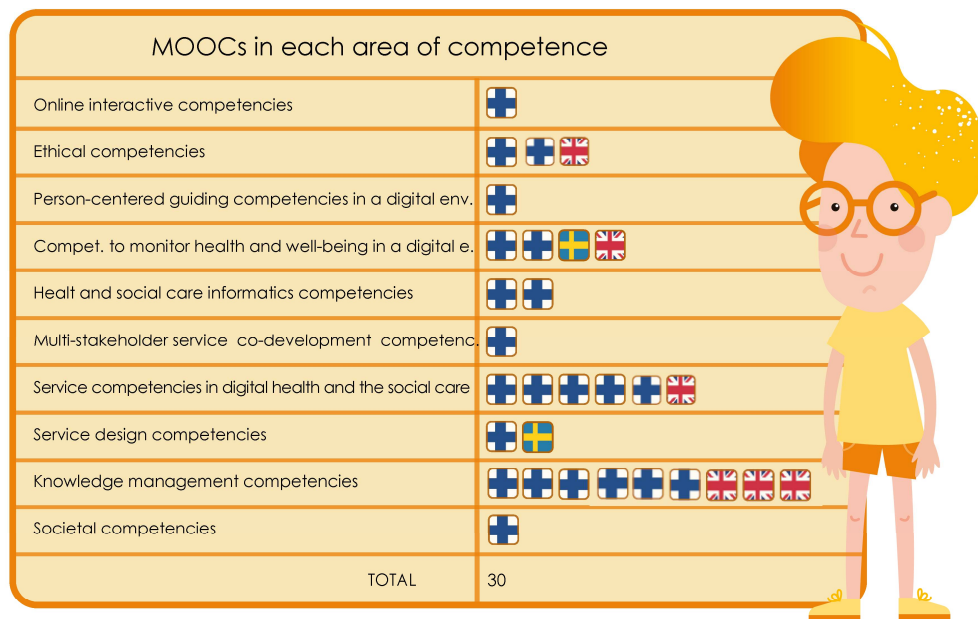 MOOCs in each area of competence
Online interactive competencies
Ethical competencies
Person-centered guiding competencies in a digital env.
Compet. to monitor health and well-being in a digital e.
Healt and social care informatics competencies
Multi-stakeholder service co-development competenc.
Service competencies in digital health and the social care
Service design competencies
Knowledge management competencies
Societal competencies
TOTAL 30